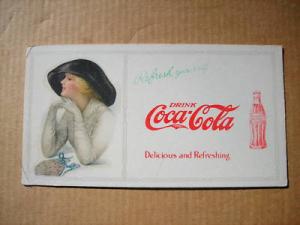 Refresh yourself
DRINK
Coca-Cola
Delicious and Refreshing